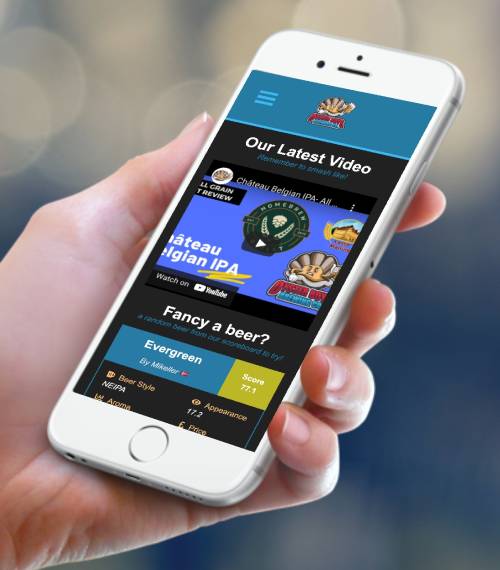 Our Latest Video
Remember to smash like!
Château Belgian IPA- All ...
LL GRAIN
T REVIEW
HOMEBREW
hâteau
elgian IPA
Watch on YouTube
Fancy a beer?
a random beer from our scoreboard to try!
Evergreen
By Mikeller
Score
77.1
Beer Style
NEIPA
Appearance
17.2
Aroma
£ Price